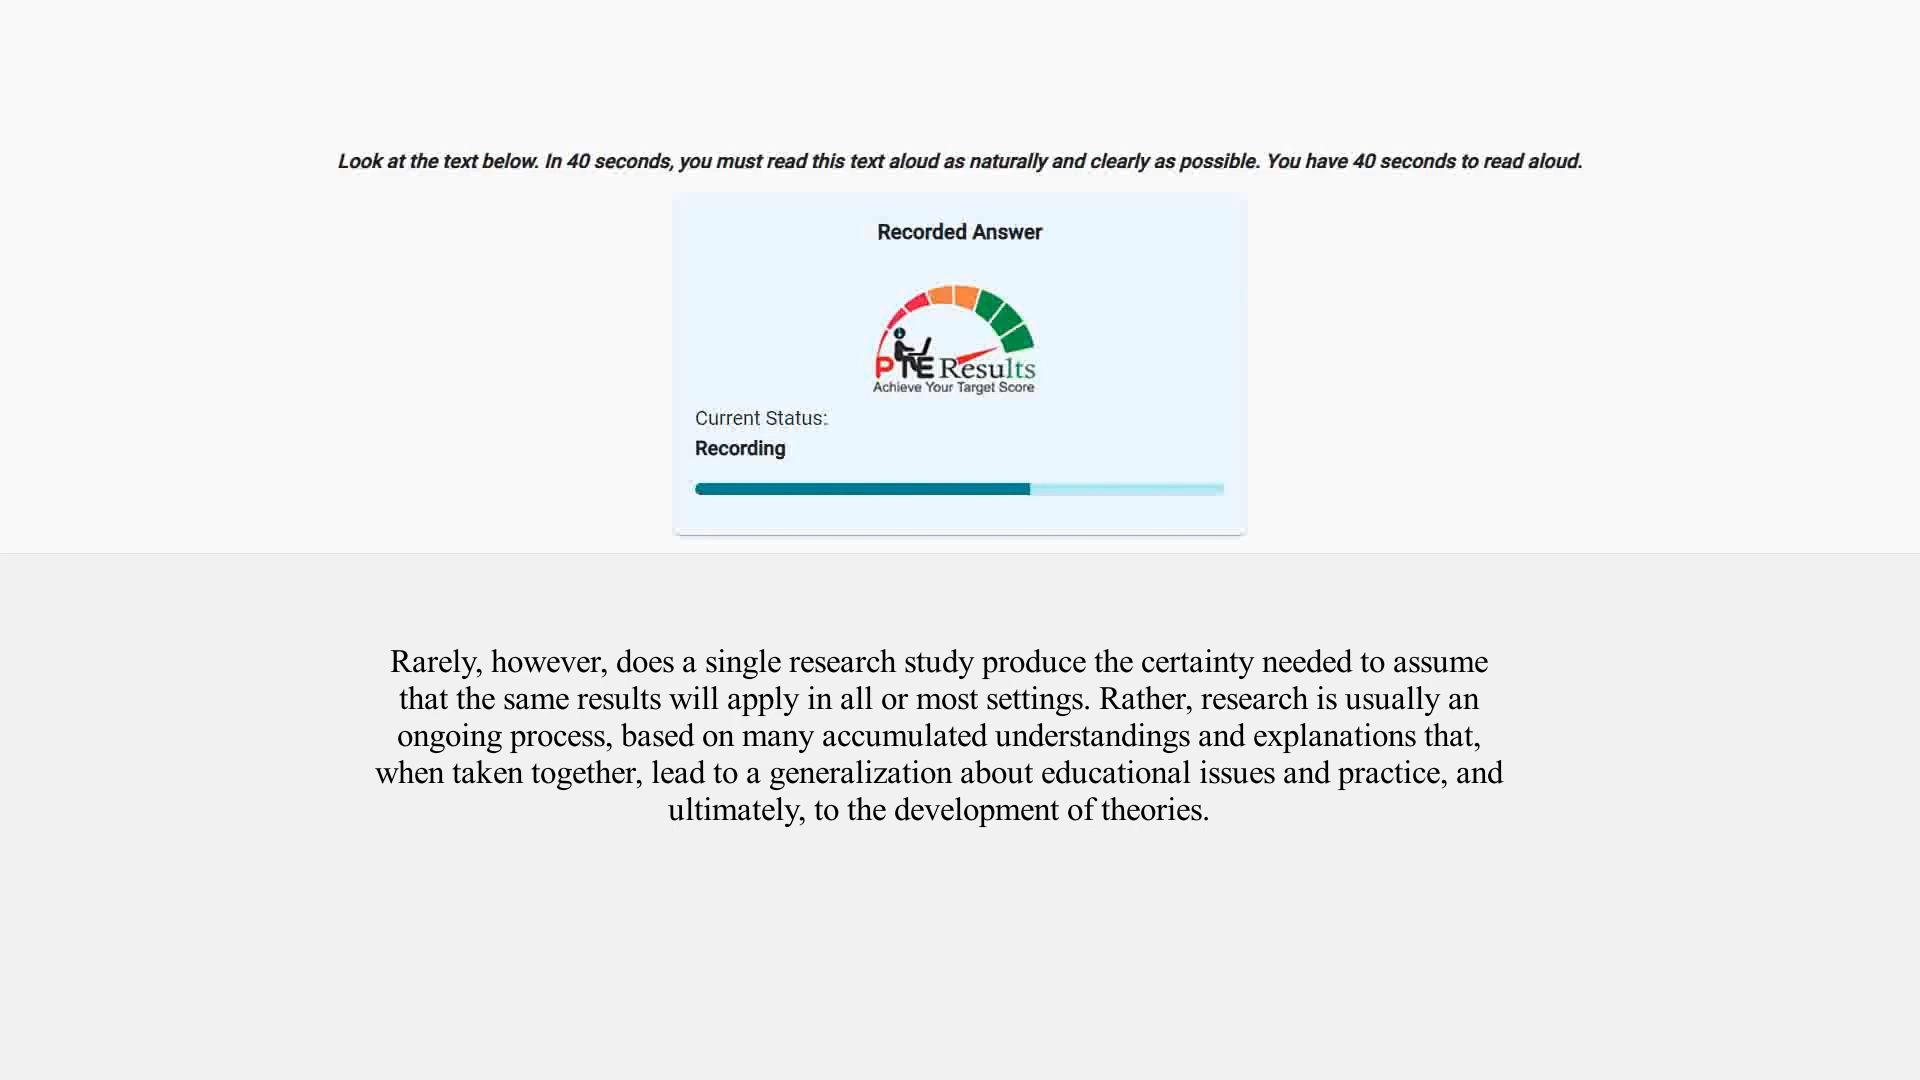 Look at the text below. In 40 seconds, you must read this text aloud as naturally and clearly as possible. You have 40 seconds to read aloud.
Recorded Answer
PTE Results
Achieve Your Target Score
Current Status:
Recording
Rarely, however, does a single research study produce the certainty needed to assume
that the same results will apply in all or most settings. Rather, research is usually an
ongoing process, based on many accumulated understandings and explanations that,
when taken together, lead to a generalization about educational issues and practice, and
ultimately, to the development of theories.